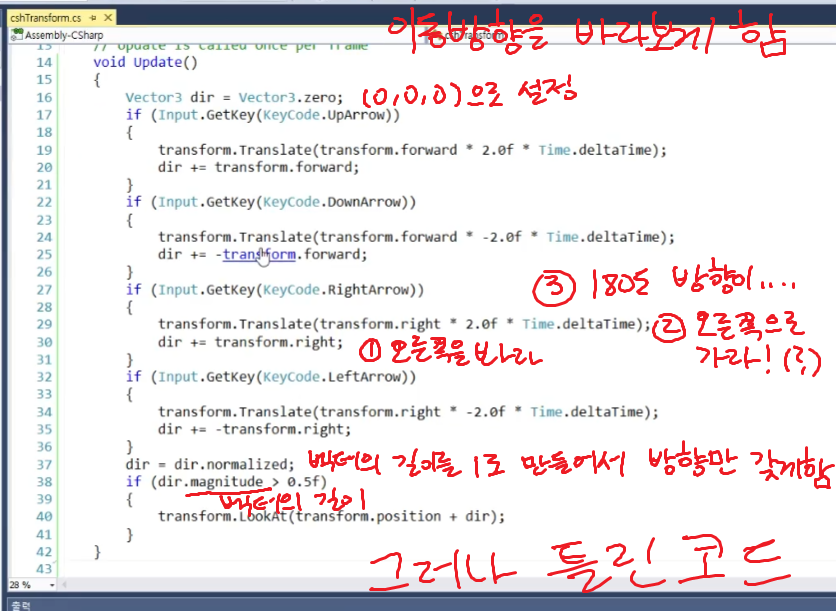 cshTransform.cs
Assembly-CSharp
cshTransform
이동방향을 바라보게 함
13 // Update is called once per frame
14 void Update()
15 {
16 Vector3 dir = Vector3.zero; (0,0,0)으로 설정
17 if (Input.GetKey(KeyCode.UpArrow))
18 {
19 transform.Translate(transform.forward * 2.0f * Time.deltaTime);
20 dir += transform.forward;
21 }
22 if (Input.GetKey(KeyCode.DownArrow))
23 {
24 transform.Translate(transform.forward * -2.0f * Time.deltaTime);
25 dir += -transform.forward;
26 }
27 if (Input.GetKey(KeyCode.RightArrow)) ③ 180도 방향이....
28 {
29 transform.Translate(transform.right * 2.0f * Time.deltaTime); ② 오른쪽으로
가라! (?)
30 dir += transform.right; ① 오른쪽을 바라
31 }
32 if (Input.GetKey(KeyCode.LeftArrow))
33 {
34 transform.Translate(transform.right * -2.0f * Time.deltaTime);
35 dir += -transform.right;
36 }
37 dir = dir.normalized; 벡터의 길이를 1로 만들어서 방향만 갖게함
38 if (dir.magnitude > 0.5f)
39 { 벡터의 길이
40 transform.LookAt(transform.position + dir);
41 }
42 }
43
그러나 틀린 코드
28 %
출력